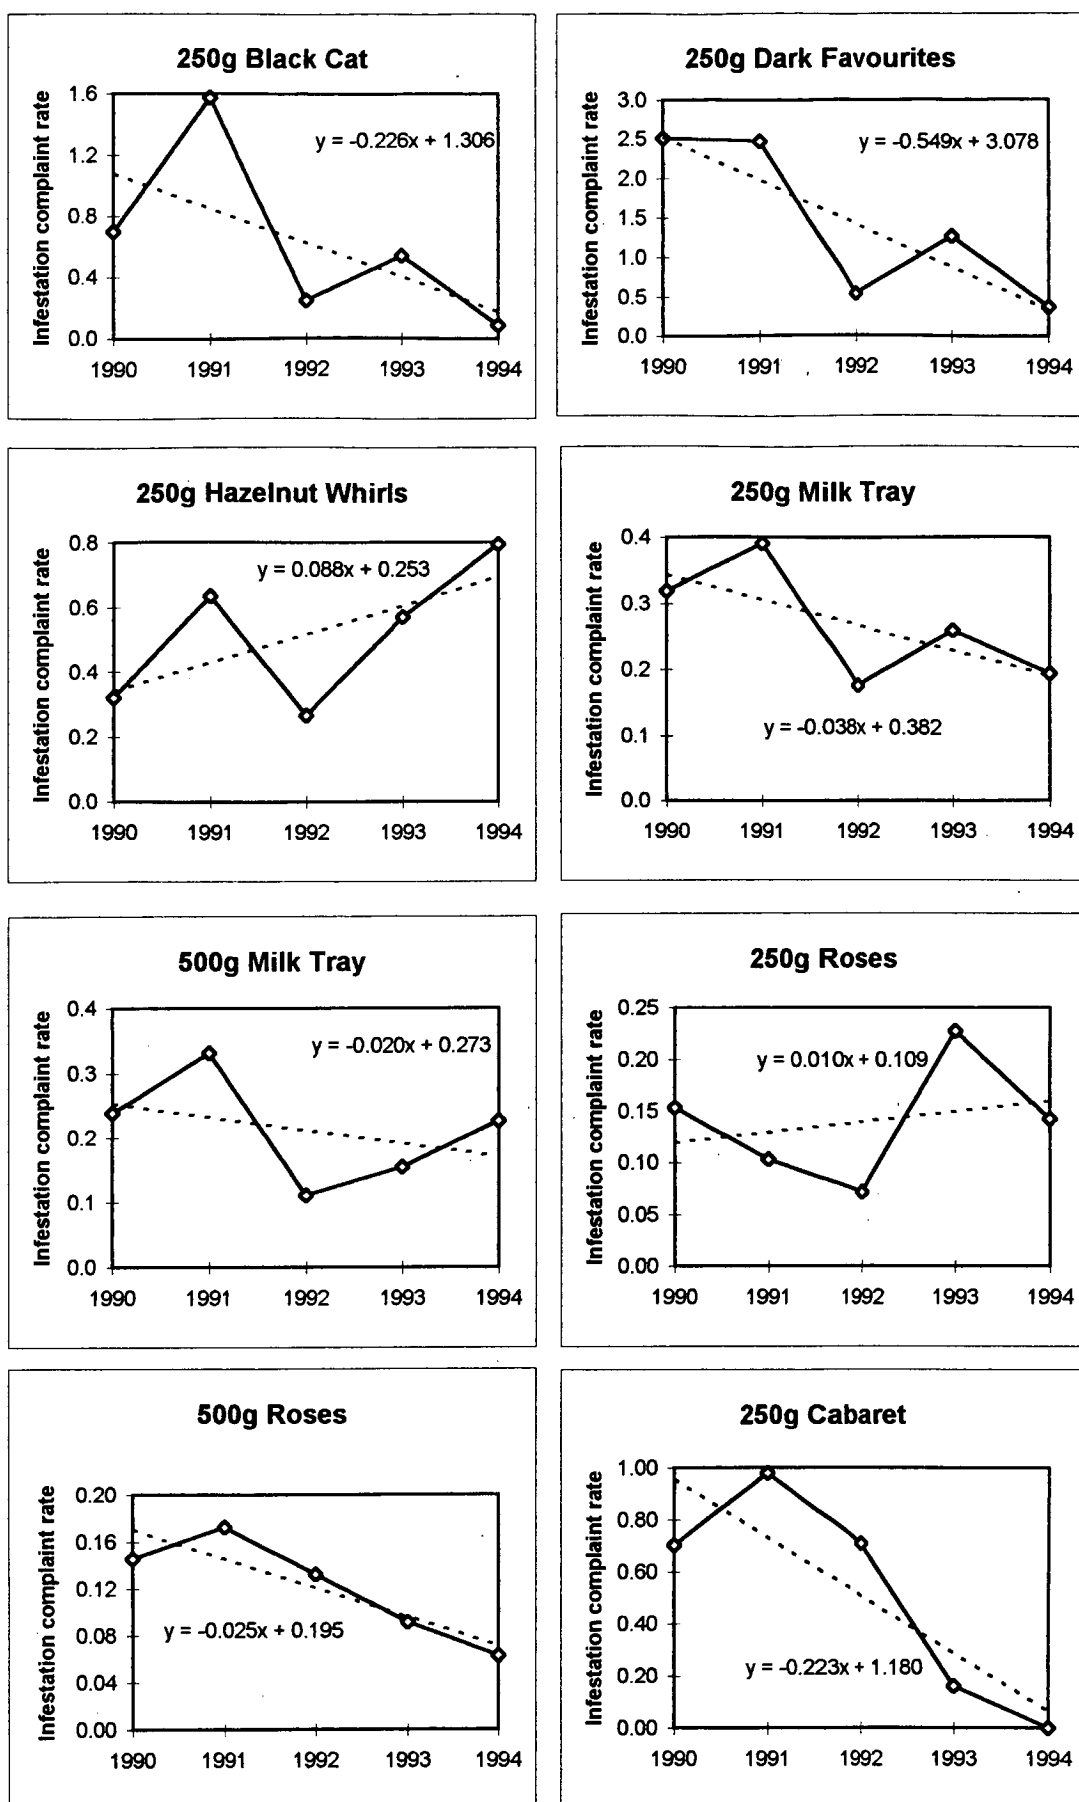 250g Black Cat
Infestation complaint rate
1.6
1.2
0.8
0.4
0.0
y = -0.226x + 1.306
1990 1991 1992 1993 1994
250g Dark Favourites
Infestation complaint rate
3.0
2.5
2.0
1.5
1.0
0.5
0.0
y = -0.549x + 3.078
1990 1991 1992 1993 1994
250g Hazelnut Whirls
Infestation complaint rate
0.8
0.6
0.4
0.2
0.0
y = 0.088x + 0.253
1990 1991 1992 1993 1994
250g Milk Tray
Infestation complaint rate
0.4
0.3
0.2
0.1
0.0
y = -0.038x + 0.382
1990 1991 1992 1993 1994
500g Milk Tray
Infestation complaint rate
0.4
0.3
0.2
0.1
0.0
y = -0.020x + 0.273
1990 1991 1992 1993 1994
250g Roses
Infestation complaint rate
0.25
0.20
0.15
0.10
0.05
0.00
y = 0.010x + 0.109
1990 1991 1992 1993 1994
500g Roses
Infestation complaint rate
0.20
0.16
0.12
0.08
0.04
0.00
y = -0.025x + 0.195
1990 1991 1992 1993 1994
250g Cabaret
Infestation complaint rate
1.00
0.80
0.60
0.40
0.20
0.00
y = -0.223x + 1.180
1990 1991 1992 1993 1994